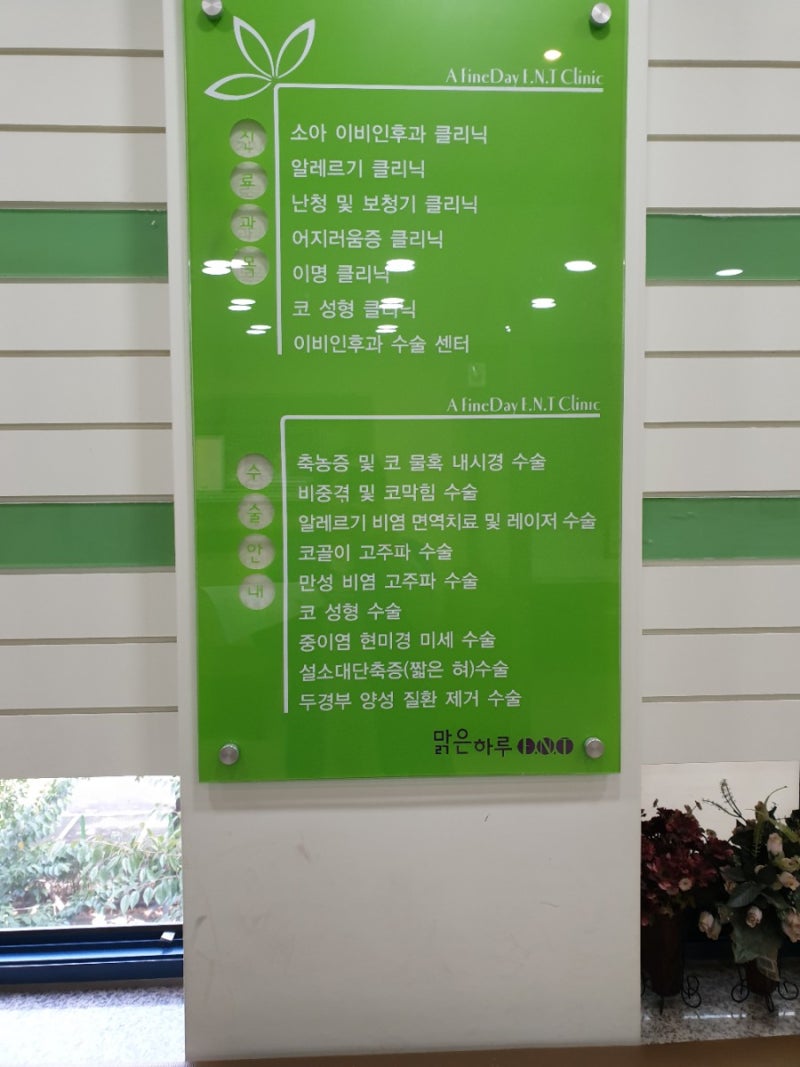 A FineDay E.N.T Clinic
진료과목
소아 이비인후과 클리닉
알레르기 클리닉
난청 및 보청기 클리닉
어지러움증 클리닉
이명 클리닉
코 성형 클리닉
이비인후과 수술 센터
A FineDay E.N.T Clinic
수술안내
축농증 및 코 물혹 내시경 수술
비중격 및 코막힘 수술
알레르기 비염 면역치료 및 레이저 수술
코골이 고주파 수술
만성 비염 고주파 수술
코 성형 수술
중이염 현미경 미세 수술
설소대단축증(짧은 혀)수술
두경부 양성 질환 제거 수술
맑은하루 E.N.T